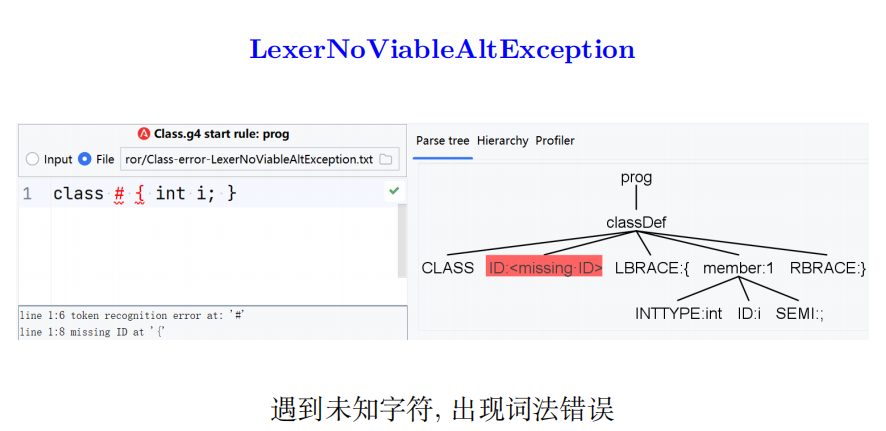 LexerNoViableAltException
Class.g4 start rule: prog
Input File ror/Class-error-LexerNoViableAltException.txt
1 class # { int i; }
line 1:6 token recognition error at: '#'
line 1:8 missing ID at '{'
Parse tree Hierarchy Profiler
prog
classDef
CLASS ID:<missing ID> LBRACE:{ member:1 RBRACE:}
INTTYPE:int ID:i SEMI:;
遇到未知字符, 出现词法错误